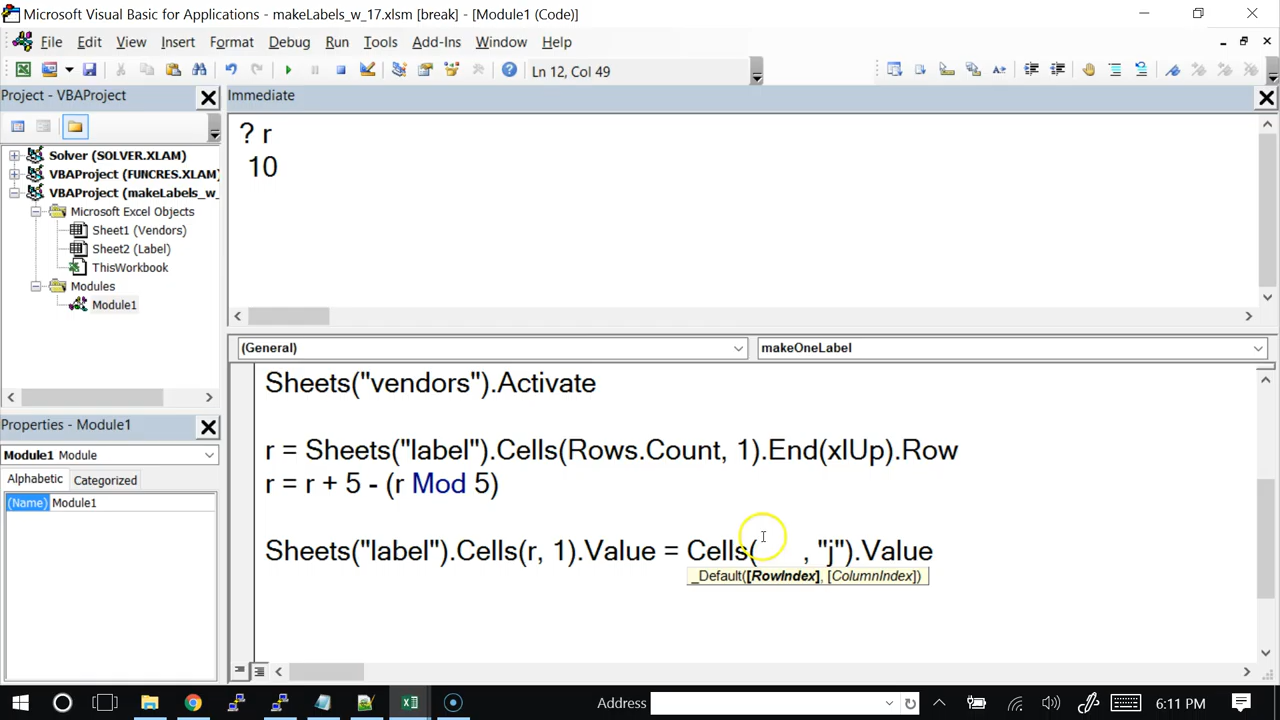 Microsoft Visual Basic for Applications - makeLabels_w_17.xlsm [break] - [Module1 (Code)]
File Edit View Insert Format Debug Run Tools Add-Ins Window Help
Ln 12, Col 49
Project - VBAProject
Solver (SOLVER.XLAM)
VBAProject (FUNCRES.XLAM)
VBAProject (makeLabels_w_
Microsoft Excel Objects
Sheet1 (Vendors)
Sheet2 (Label)
ThisWorkbook
Modules
Module1
Properties - Module1
Module1 Module
Alphabetic Categorized
(Name) Module1
Immediate
? r
10
(General) makeOneLabel
Sheets("vendors").Activate
r = Sheets("label").Cells(Rows.Count, 1).End(xlUp).Row
r = r + 5 - (r Mod 5)
Sheets("label").Cells(r, 1).Value = Cells( , "j").Value
_Default([RowIndex], [ColumnIndex])
Address
6:11 PM